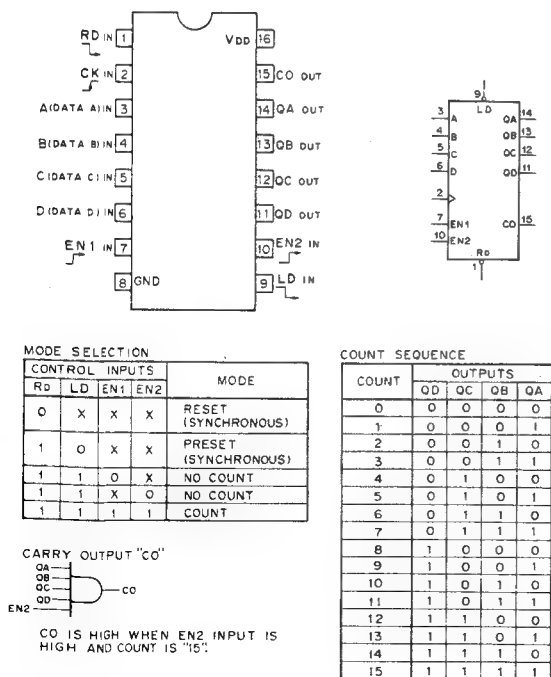 RD IN 1
CK IN 2
A(DATA A)IN 3
B(DATA B)IN 4
C(DATA C)IN 5
D(DATA D)IN 6
EN1 IN 7
8 GND
VDD 16
15 CO OUT
14 QA OUT
13 QB OUT
12 QC OUT
11 QD OUT
10 EN2 IN
9 LD IN
9
LD
3 A QA 14
4 B QB 13
5 C QC 12
6 D QD 11
2
7 EN1 CO 15
10 EN2
RD
1
MODE SELECTION
CONTROL INPUTS MODE
RD LD EN1 EN2
0 X X X RESET
(SYNCHRONOUS)
1 0 X X PRESET
(SYNCHRONOUS)
1 1 0 X NO COUNT
1 1 X 0 NO COUNT
1 1 1 1 COUNT
CARRY OUTPUT "CO"
QA
QB
QC
QD
EN2
CO
CO IS HIGH WHEN EN2 INPUT IS
HIGH AND COUNT IS "15".
COUNT SEQUENCE
COUNT OUTPUTS
QD QC QB QA
0 0 0 0 0
1 0 0 0 1
2 0 0 1 0
3 0 0 1 1
4 0 1 0 0
5 0 1 0 1
6 0 1 1 0
7 0 1 1 1
8 1 0 0 0
9 1 0 0 1
10 1 0 1 0
11 1 0 1 1
12 1 1 0 0
13 1 1 0 1
14 1 1 1 0
15 1 1 1 1